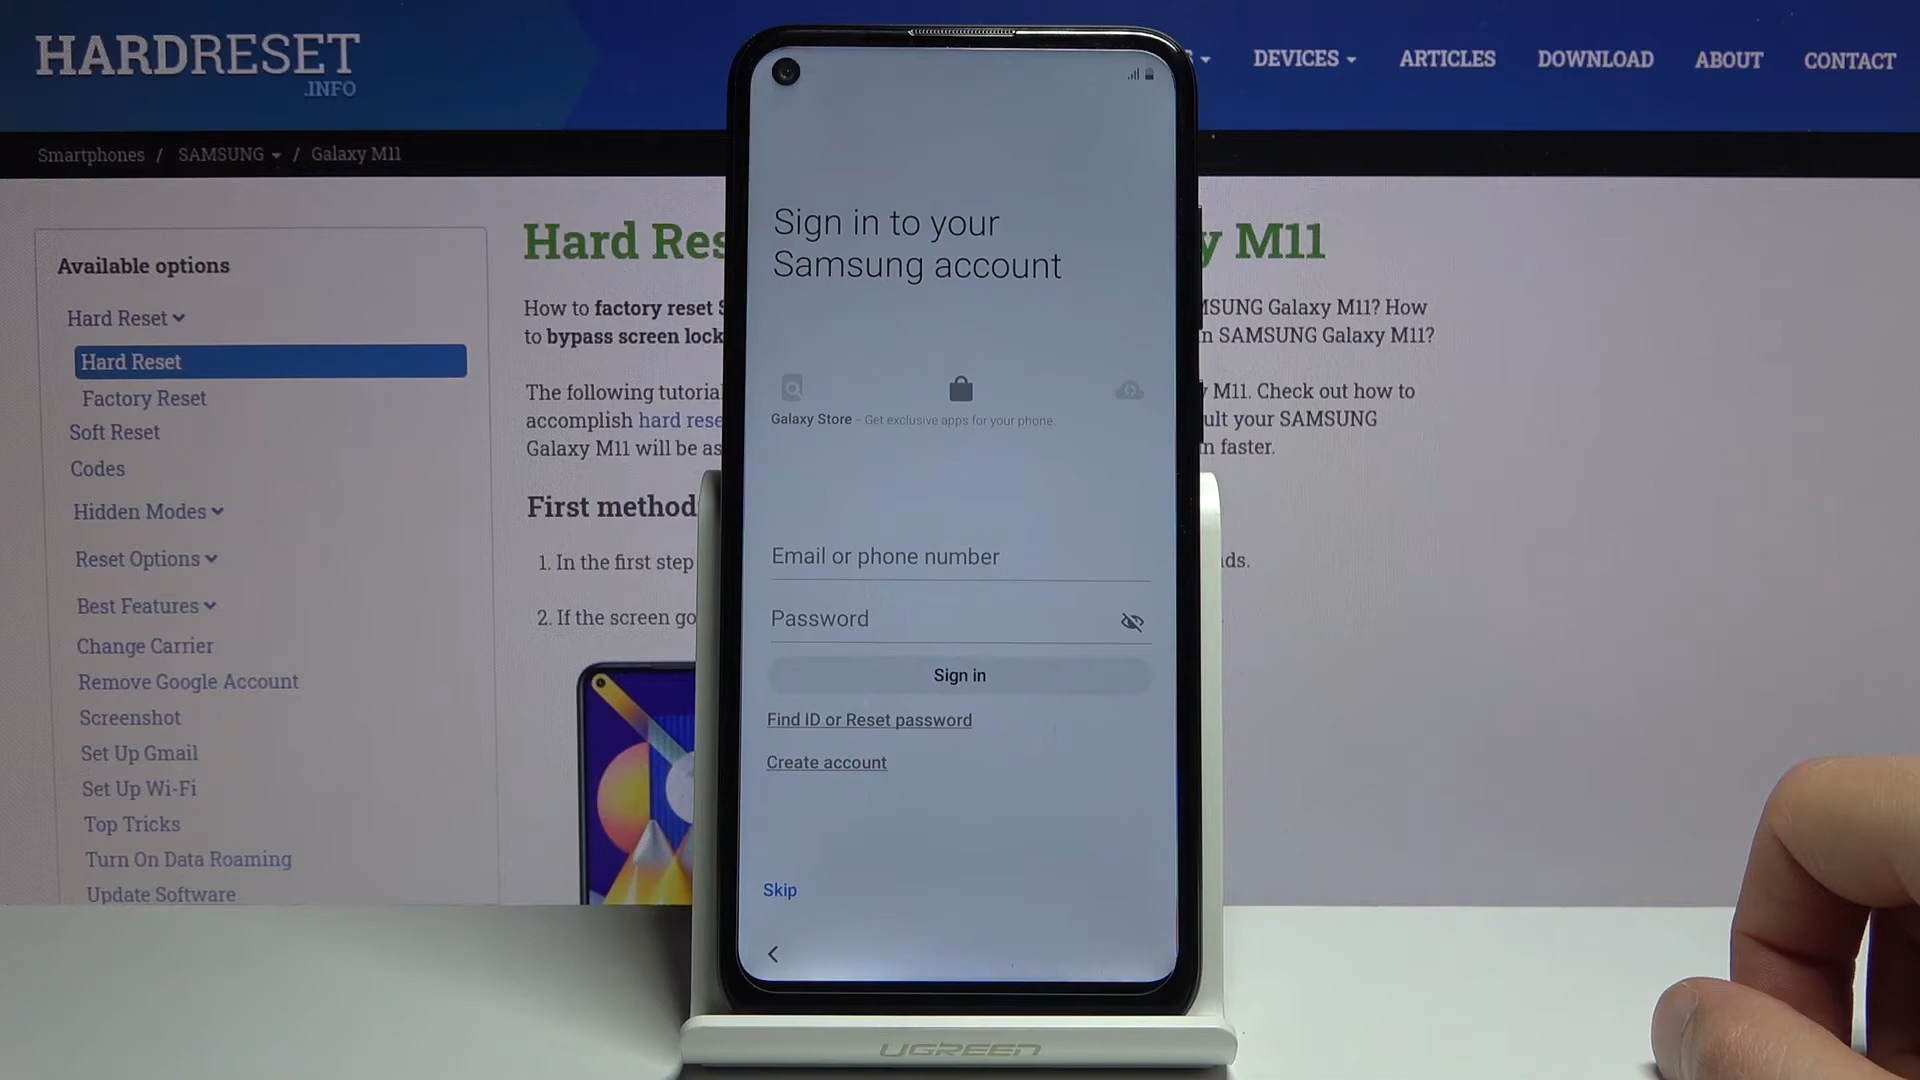 HARDRESET
.INFO
DEVICES
ARTICLES
DOWNLOAD
ABOUT
CONTACT
Smartphones / SAMSUNG / Galaxy M11
Available options
Hard Reset
Hard Reset
Factory Reset
Soft Reset
Codes
Hidden Modes
Reset Options
Best Features
Change Carrier
Remove Google Account
Screenshot
Set Up Gmail
Set Up Wi-Fi
Top Tricks
Turn On Data Roaming
Update Software
Hard Res
y M11
How to factory reset S
MSUNG Galaxy M11? How
to bypass screen lock
n SAMSUNG Galaxy M11?
The following tutorial
M11. Check out how to
accomplish hard rese
ult your SAMSUNG
Galaxy M11 will be as
n faster.
First method
1. In the first step
nds.
2. If the screen go
Sign in to your
Samsung account
Galaxy Store - Get exclusive apps for your phone.
Email or phone number
Password
Sign in
Find ID or Reset password
Create account
Skip
UGREEN